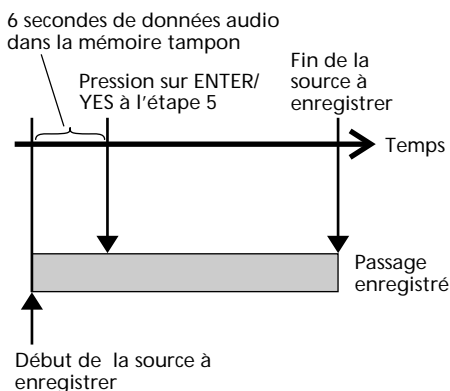 6 secondes de données audio
dans la mémoire tampon
Pression sur ENTER/
YES à l'étape 5
Fin de la
source à
enregistrer
Temps
Passage
enregistré
Début de la source à
enregistrer